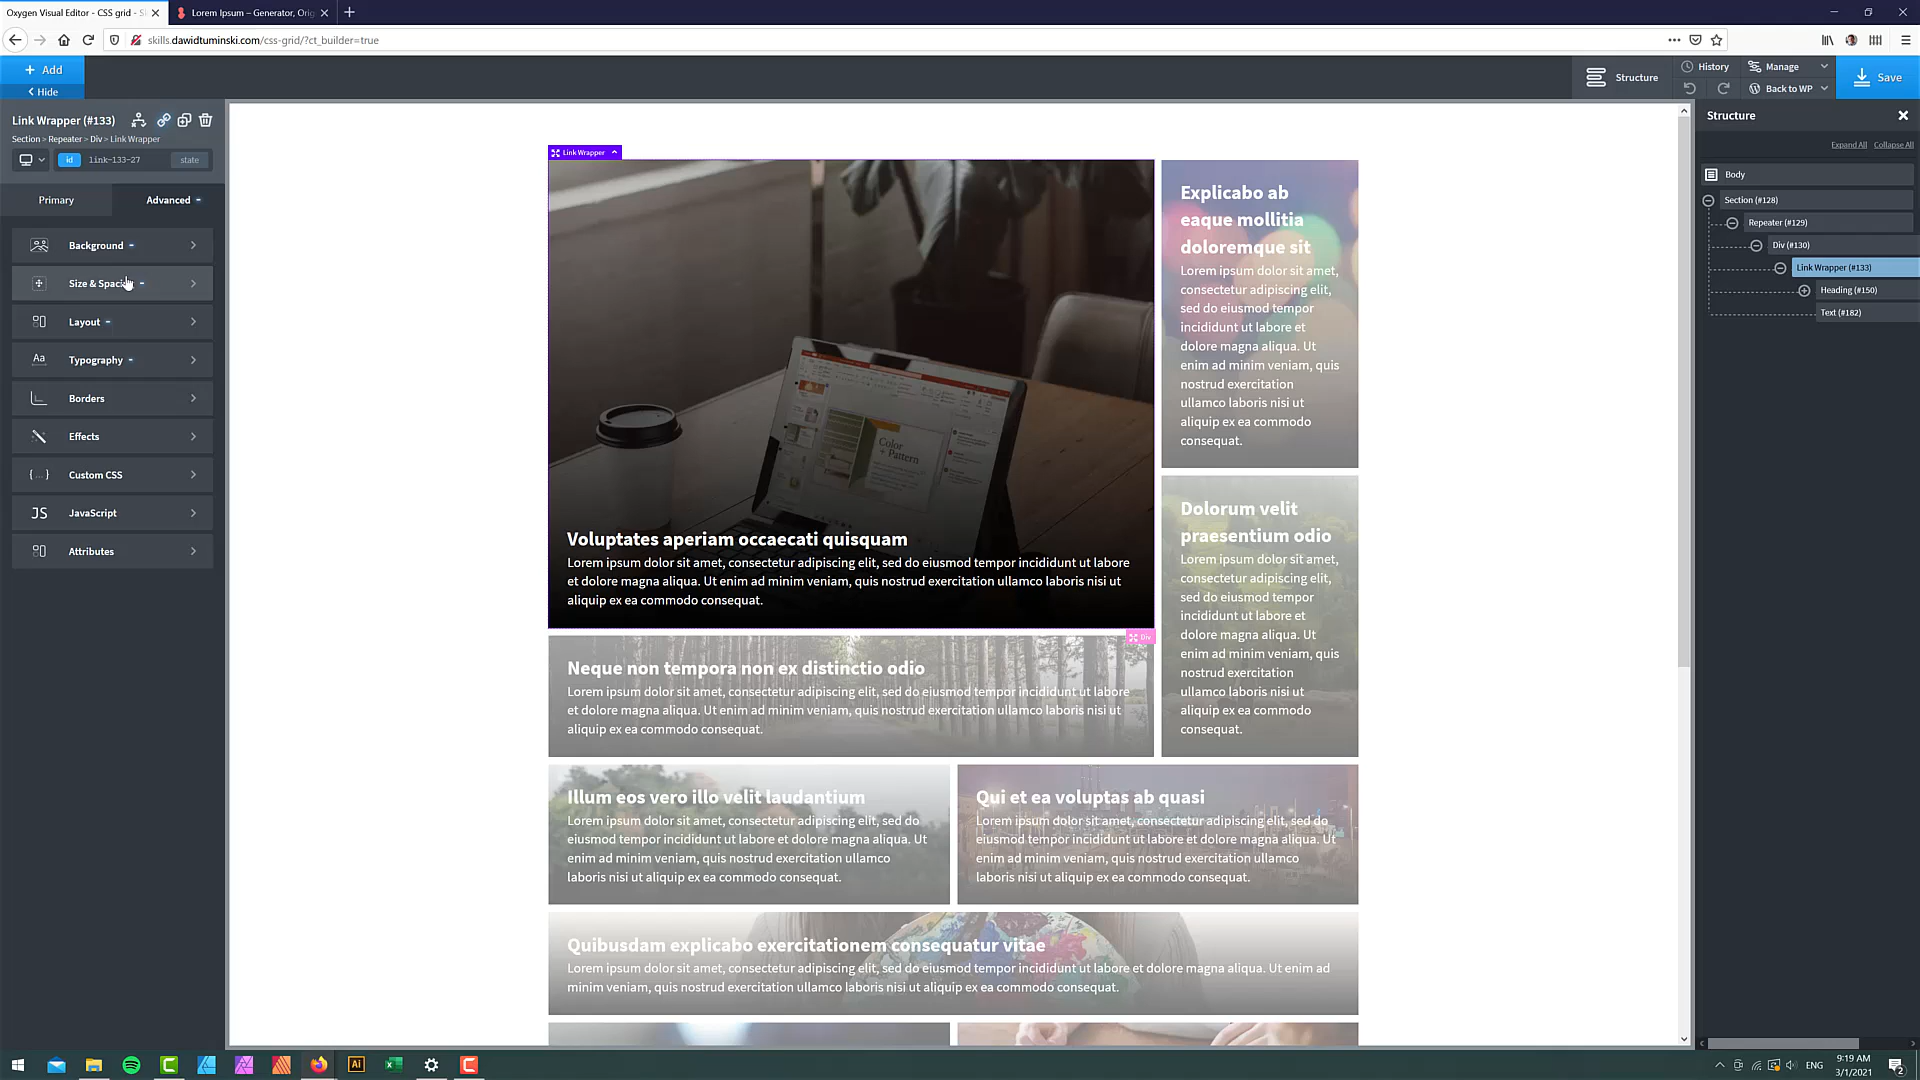 Oxygen Visual Editor - CSS grid - S
Lorem Ipsum – Generator, Orig
skills.dawidtuminski.com/css-grid/?ct_builder=true
+ Add
Hide
Structure
History
Manage
Back to WP
Save
Link Wrapper (#133)
Section > Repeater > Div > Link Wrapper
id link-133-27 state
Primary
Advanced
Background
Size & Spaci
Layout
Aa Typography
Borders
Effects
{...} Custom CSS
JS JavaScript
Attributes
Link Wrapper
Color
+ Pattern
Voluptates aperiam occaecati quisquam
Lorem ipsum dolor sit amet, consectetur adipiscing elit, sed do eiusmod tempor incididunt ut labore
et dolore magna aliqua. Ut enim ad minim veniam, quis nostrud exercitation ullamco laboris nisi ut
aliquip ex ea commodo consequat.
Div
Explicabo ab
eaque mollitia
doloremque sit
Lorem ipsum dolor sit amet,
consectetur adipiscing elit,
sed do eiusmod tempor
incididunt ut labore et
dolore magna aliqua. Ut
enim ad minim veniam, quis
nostrud exercitation
ullamco laboris nisi ut
aliquip ex ea commodo
consequat.
Dolorum velit
praesentium odio
Lorem ipsum dolor sit amet,
consectetur adipiscing elit,
sed do eiusmod tempor
incididunt ut labore et
dolore magna aliqua. Ut
enim ad minim veniam, quis
nostrud exercitation
ullamco laboris nisi ut
aliquip ex ea commodo
consequat.
Neque non tempora non ex distinctio odio
Lorem ipsum dolor sit amet, consectetur adipiscing elit, sed do eiusmod tempor incididunt ut labore
et dolore magna aliqua. Ut enim ad minim veniam, quis nostrud exercitation ullamco laboris nisi ut
aliquip ex ea commodo consequat.
Illum eos vero illo velit laudantium
Lorem ipsum dolor sit amet, consectetur adipiscing elit, sed do
eiusmod tempor incididunt ut labore et dolore magna aliqua. Ut
enim ad minim veniam, quis nostrud exercitation ullamco
laboris nisi ut aliquip ex ea commodo consequat.
Qui et ea voluptas ab quasi
Lorem ipsum dolor sit amet, consectetur adipiscing elit, sed do
eiusmod tempor incididunt ut labore et dolore magna aliqua. Ut
enim ad minim veniam, quis nostrud exercitation ullamco
laboris nisi ut aliquip ex ea commodo consequat.
Quibusdam explicabo exercitationem consequatur vitae
Lorem ipsum dolor sit amet, consectetur adipiscing elit, sed do eiusmod tempor incididunt ut labore et dolore magna aliqua. Ut enim ad
minim veniam, quis nostrud exercitation ullamco laboris nisi ut aliquip ex ea commodo consequat.
Structure
Expand All Collapse All
Body
Section (#128)
Repeater (#129)
Div (#130)
Link Wrapper (#133)
Heading (#150)
Text (#182)
Ai
ENG
9:19 AM
3/1/2021
2